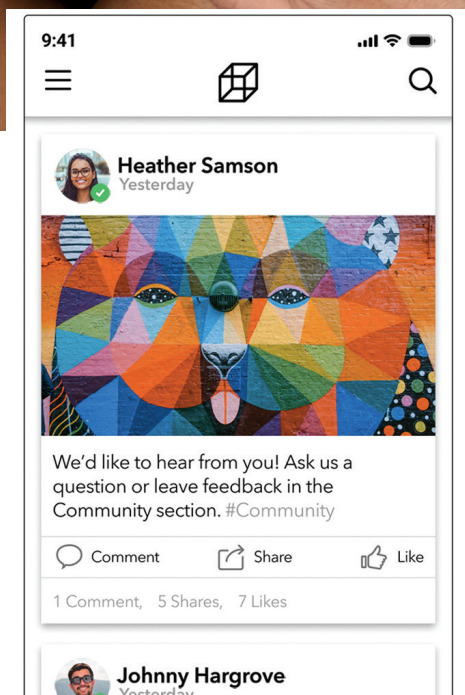 9:41
Heather Samson
Yesterday
We’d like to hear from you! Ask us a
question or leave feedback in the
Community section. #Community
Comment Share Like
1 Comment, 5 Shares, 7 Likes
Johnny Hargrove
Yesterday